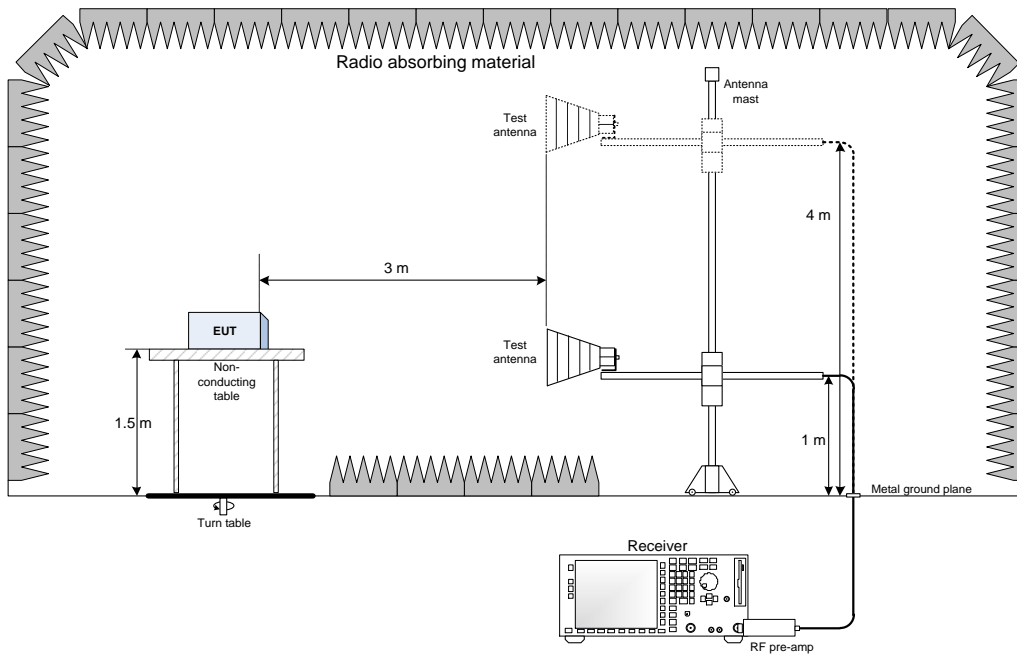 Radio absorbing material
Antenna
mast
Test
antenna
4 m
3 m
EUT
Test
antenna
Non-
conducting
table
1.5 m
1 m
Metal ground plane
Turn table
Receiver
RF pre-amp